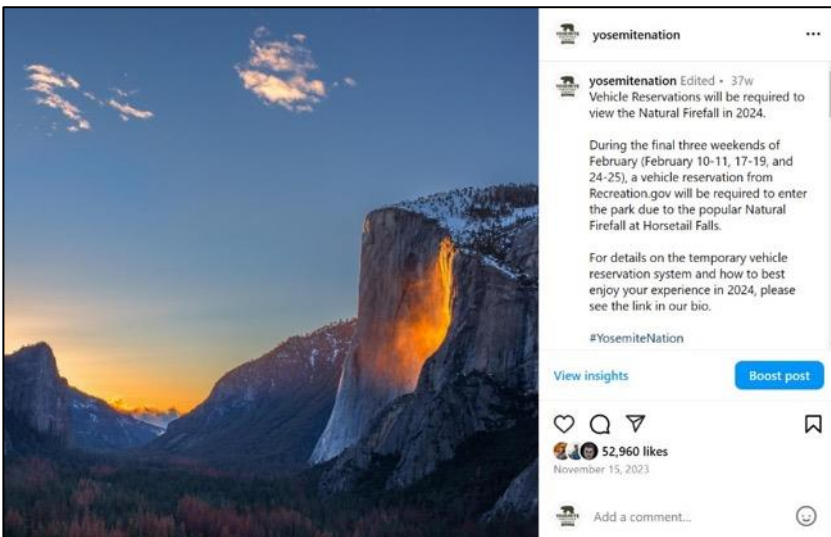 yosemitenation
yosemitenation Edited • 37w
Vehicle Reservations will be required to
view the Natural Firefall in 2024.
During the final three weekends of
February (February 10-11, 17-19, and
24-25), a vehicle reservation from
Recreation.gov will be required to enter
the park due to the popular Natural
Firefall at Horsetail Falls.
For details on the temporary vehicle
reservation system and how to best
enjoy your experience in 2024, please
see the link in our bio.
#YosemiteNation
View insights
Boost post
52,960 likes
November 15, 2023
Add a comment...